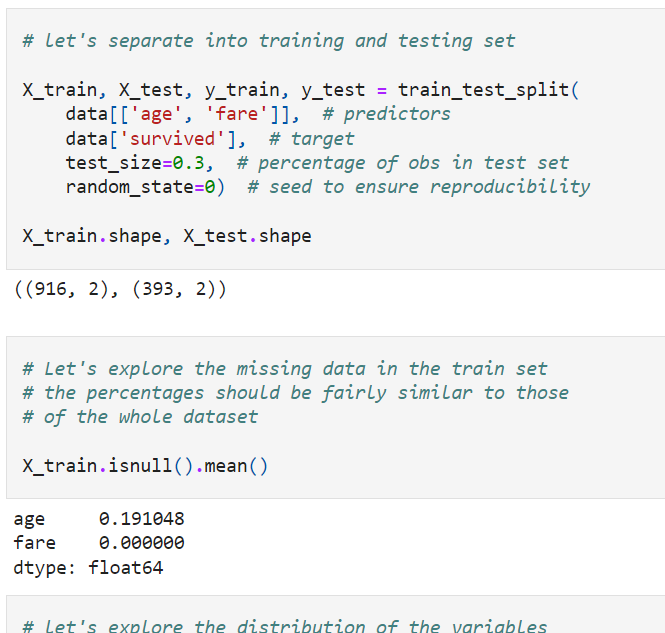 # Let's separate into training and testing set
X_train, X_test, y_train, y_test = train_test_split(
data[['age', 'fare']],  # predictors
data['survived'],  # target
test_size=0.3,  # percentage of obs in test set
random_state=0)  # seed to ensure reproducibility
X_train.shape, X_test.shape
((916, 2), (393, 2))
# Let's explore the missing data in the train set
# the percentages should be fairly similar to those
# of the whole dataset
X_train.isnull().mean()
age     0.191048
fare    0.000000
dtype: float64
# Let's explore the distribution of the variables